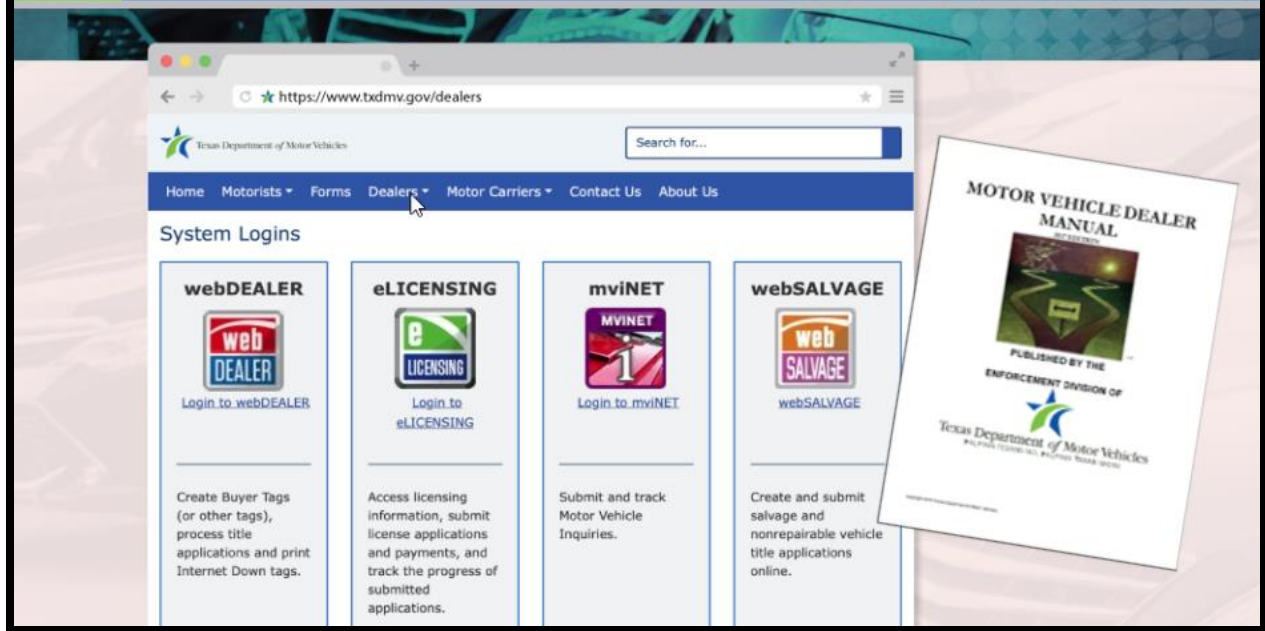 https://www.txdmv.gov/dealers
Texas Department of Motor Vehicles
Search for...
Home Motorists Forms Dealers Motor Carriers Contact Us About Us
System Logins
webDEALER
web
DEALER
Login to webDEALER
Create Buyer Tags
(or other tags),
process title
applications and print
Internet Down tags.
eLICENSING
e
LICENSING
Login to
eLICENSING
Access licensing
information, submit
license applications
and payments, and
track the progress of
submitted
applications.
mviNET
MVINET
i
Login to mviNET
Submit and track
Motor Vehicle
Inquiries.
webSALVAGE
web
SALVAGE
webSALVAGE
Create and submit
salvage and
nonrepairable vehicle
title applications
online.
MOTOR VEHICLE DEALER
MANUAL
EDITION
PUBLISHED BY THE
ENFORCEMENT DIVISION OF
Texas Department of Motor Vehicles